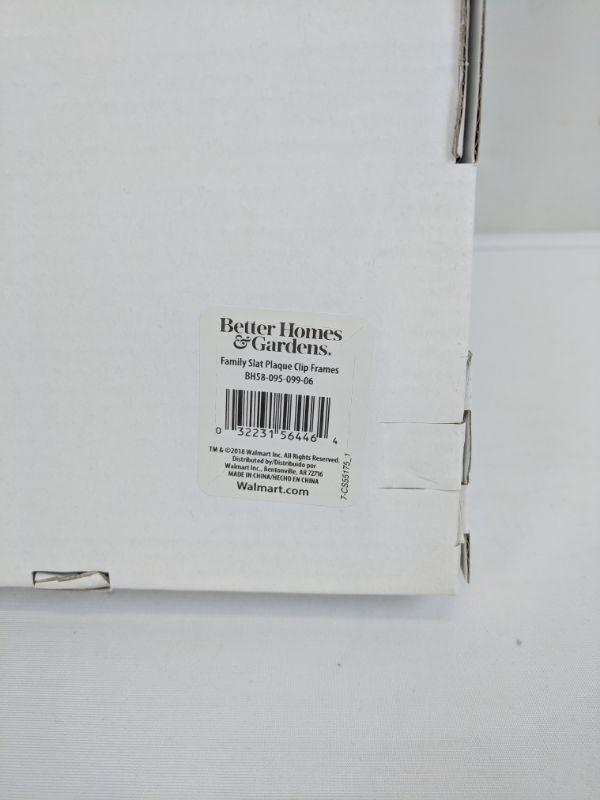 Better Homes
& Gardens®
Family Slat Plaque Clip Frames
BH58-095-099-06
0 32231 56446 4
TM & ©2018 Walmart Inc. All Rights Reserved.
Distributed by/Distribuido por
Walmart Inc., Bentonville, AR 72716
MADE IN CHINA/HECHO EN CHINA
Walmart.com
7-CS55175_1